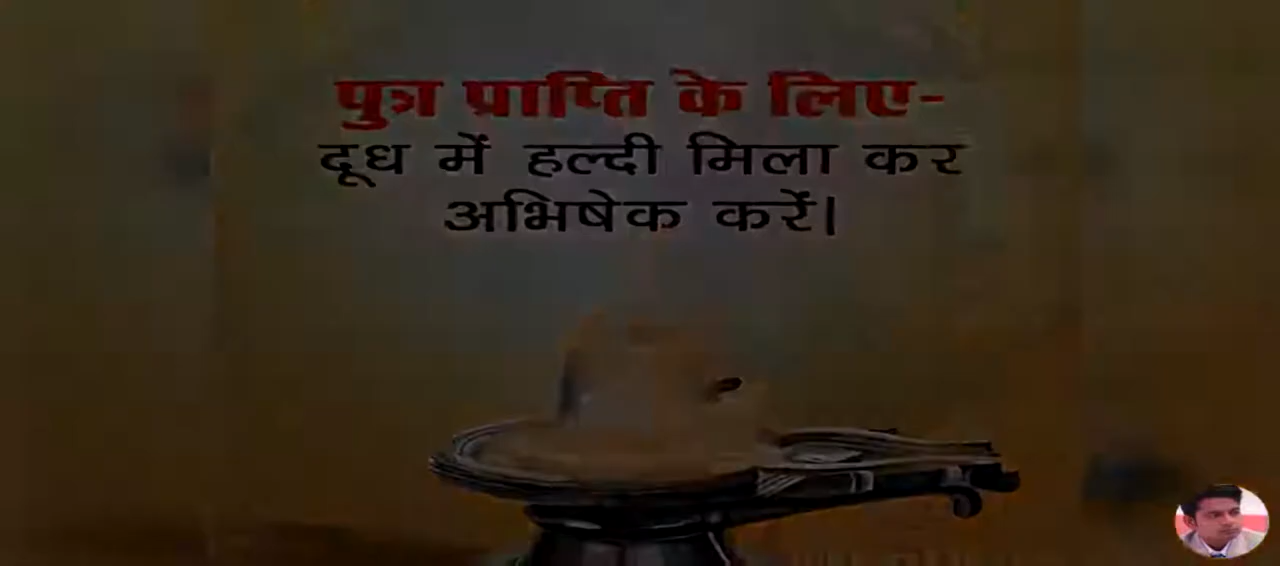 पुत्र प्राप्ति के लिए-
दूध में हल्दी मिला कर
अभिषेक करें।